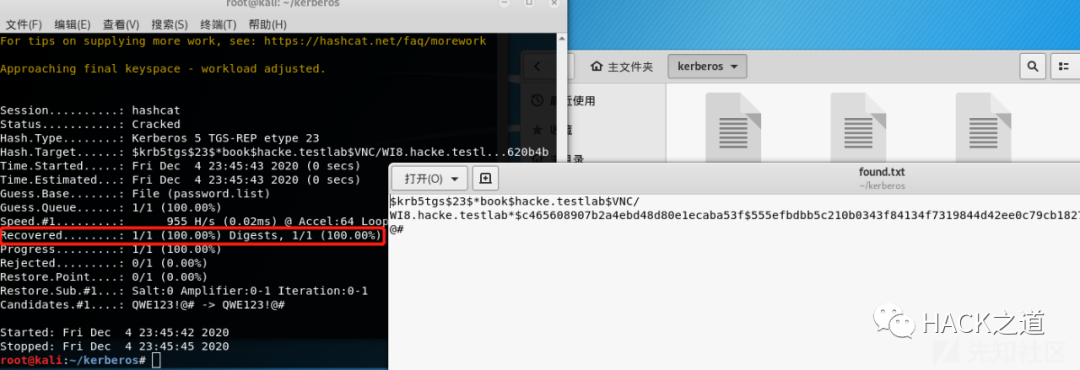 root@kali: ~/kerberos
文件(F) 编辑(E) 查看(V) 搜索(S) 终端(T) 帮助(H)
For tips on supplying more work, see: https://hashcat.net/faq/morework
Approaching final keyspace - workload adjusted.
Session..........: hashcat
Status...........: Cracked
Hash.Type........: Kerberos 5 TGS-REP etype 23
Hash.Target......: $krb5tgs$23$*book$hacke.testlab$VNC/WI8.hacke.testl...620b4b
Time.Started.....: Fri Dec  4 23:45:43 2020 (0 secs)
Time.Estimated...: Fri Dec  4 23:45:43 2020 (0 secs)
Guess.Base.......: File (password.list)
Guess.Queue......: 1/1 (100.00%)
Speed.#1.........:      955 H/s (0.02ms) @ Accel:64 Loop
Recovered........: 1/1 (100.00%) Digests, 1/1 (100.00%)
Progress.........: 1/1 (100.00%)
Rejected.........: 0/1 (0.00%)
Restore.Point....: 0/1 (0.00%)
Restore.Sub.#1...: Salt:0 Amplifier:0-1 Iteration:0-1
Candidates.#1....: QWE123!@# -> QWE123!@#
Started: Fri Dec  4 23:45:42 2020
Stopped: Fri Dec  4 23:45:45 2020
root@kali:~/kerberos#
主文件夹
kerberos
近使用
打开(O)
found.txt
~/kerberos
$krb5tgs$23$*book$hacke.testlab$VNC/
WI8.hacke.testlab*$c465608907b2a4ebd48d80e1ecaba53f$555efbdbb5c210b0343f84134f7319844d42ee0c79cb1827
@#
HACK之道
先知社区